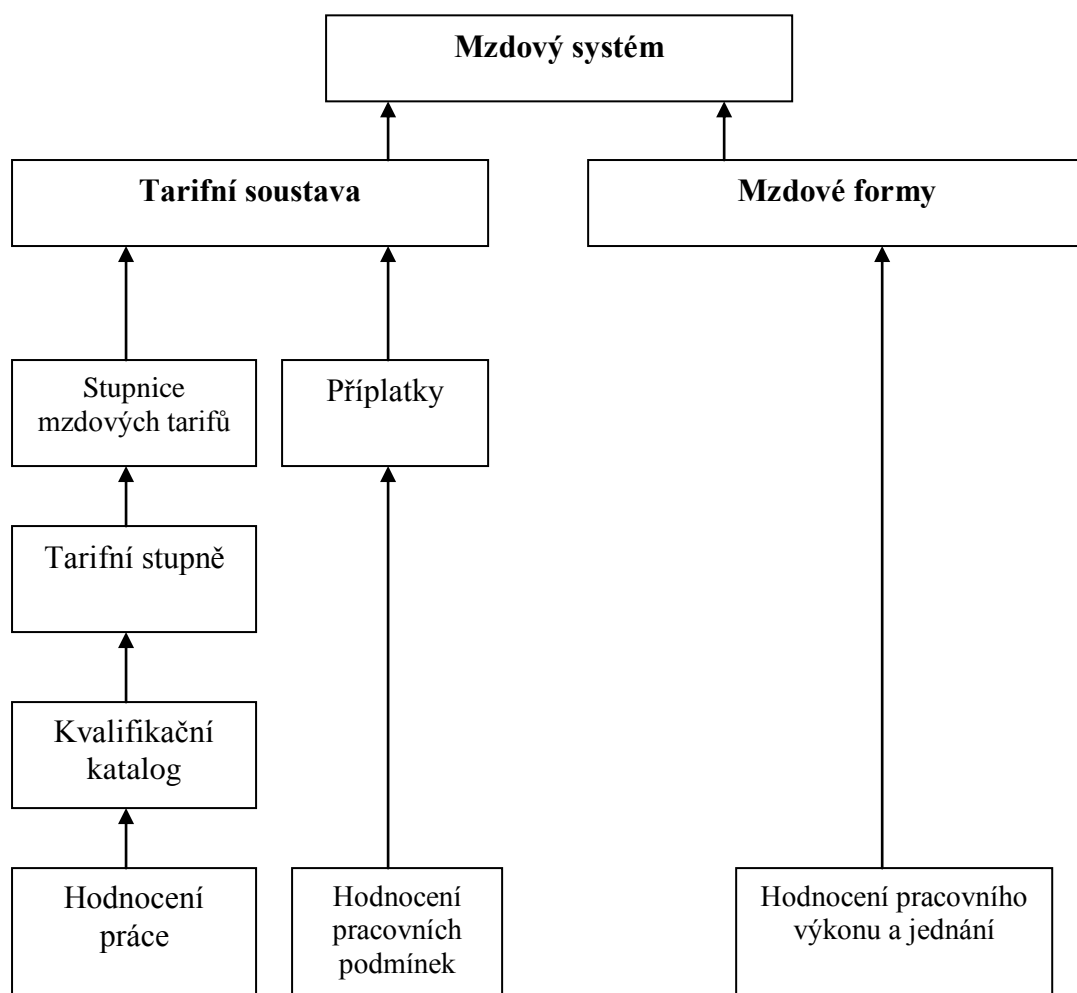 Mzdový systém
Tarifní soustava
Mzdové formy
Stupnice
mzdových tarifů
Příplatky
Tarifní stupně
Kvalifikační
katalog
Hodnocení
práce
Hodnocení
pracovních
podmínek
Hodnocení pracovního
výkonu a jednání